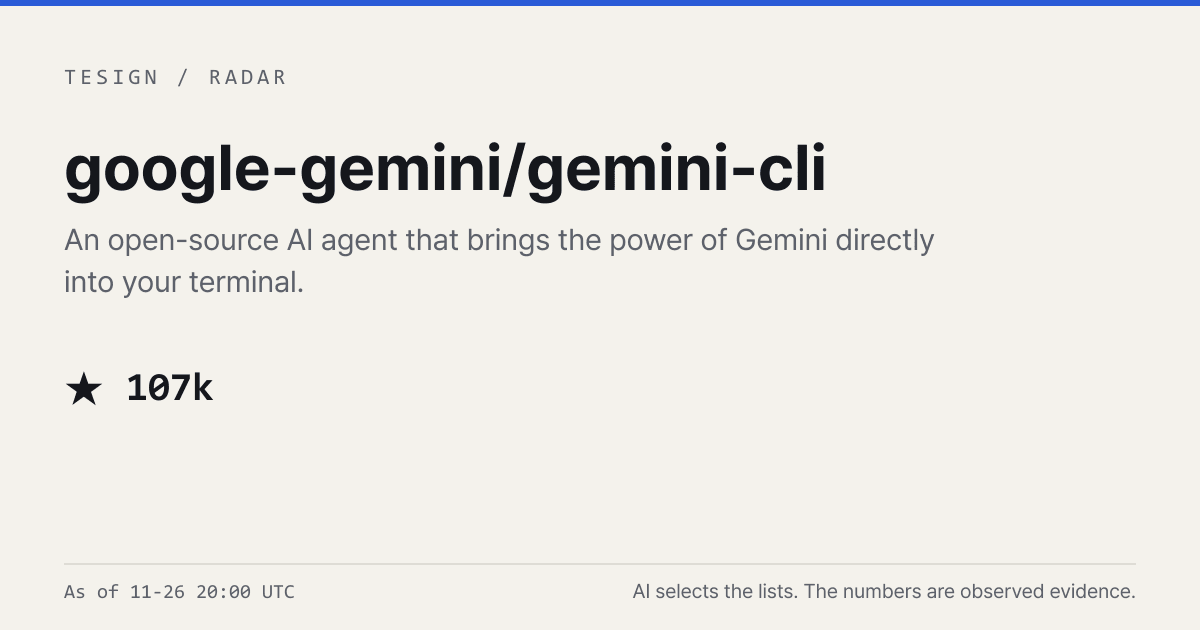 TESIGN / RADAR
google-gemini/gemini-cli
An open-source AI agent that brings the power of Gemini directly
into your terminal.
★ 107k
As of 11-26 20:00 UTC
AI selects the lists. The numbers are observed evidence.